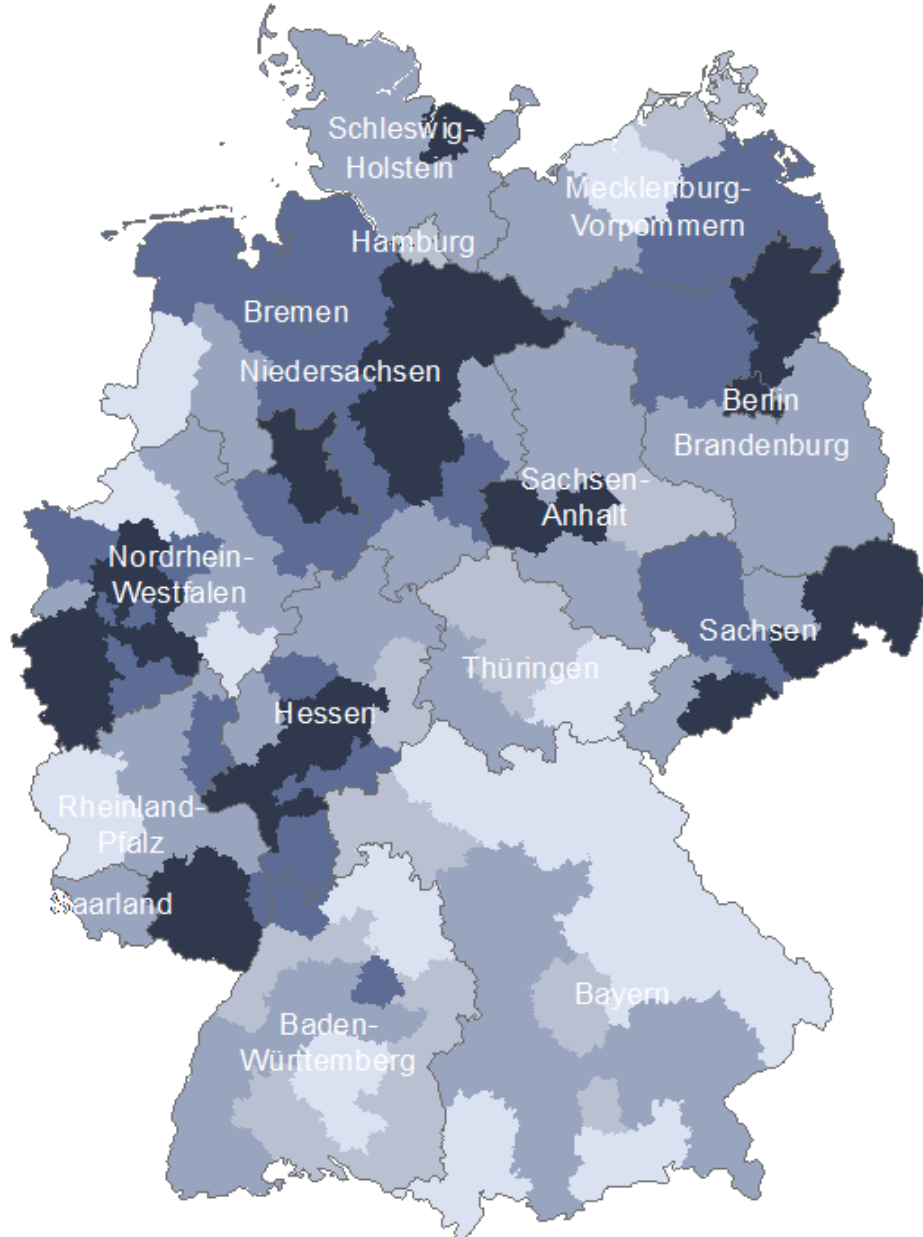 Schleswig-
Holstein
Mecklenburg-
Vorpommern
Hamburg
Bremen
Niedersachsen
Berlin
Brandenburg
Sachsen-
Anhalt
Nordrhein-
Westfalen
Sachsen
Thüringen
Hessen
Rheinland-
Pfalz
Saarland
Bayern
Baden-
Württemberg